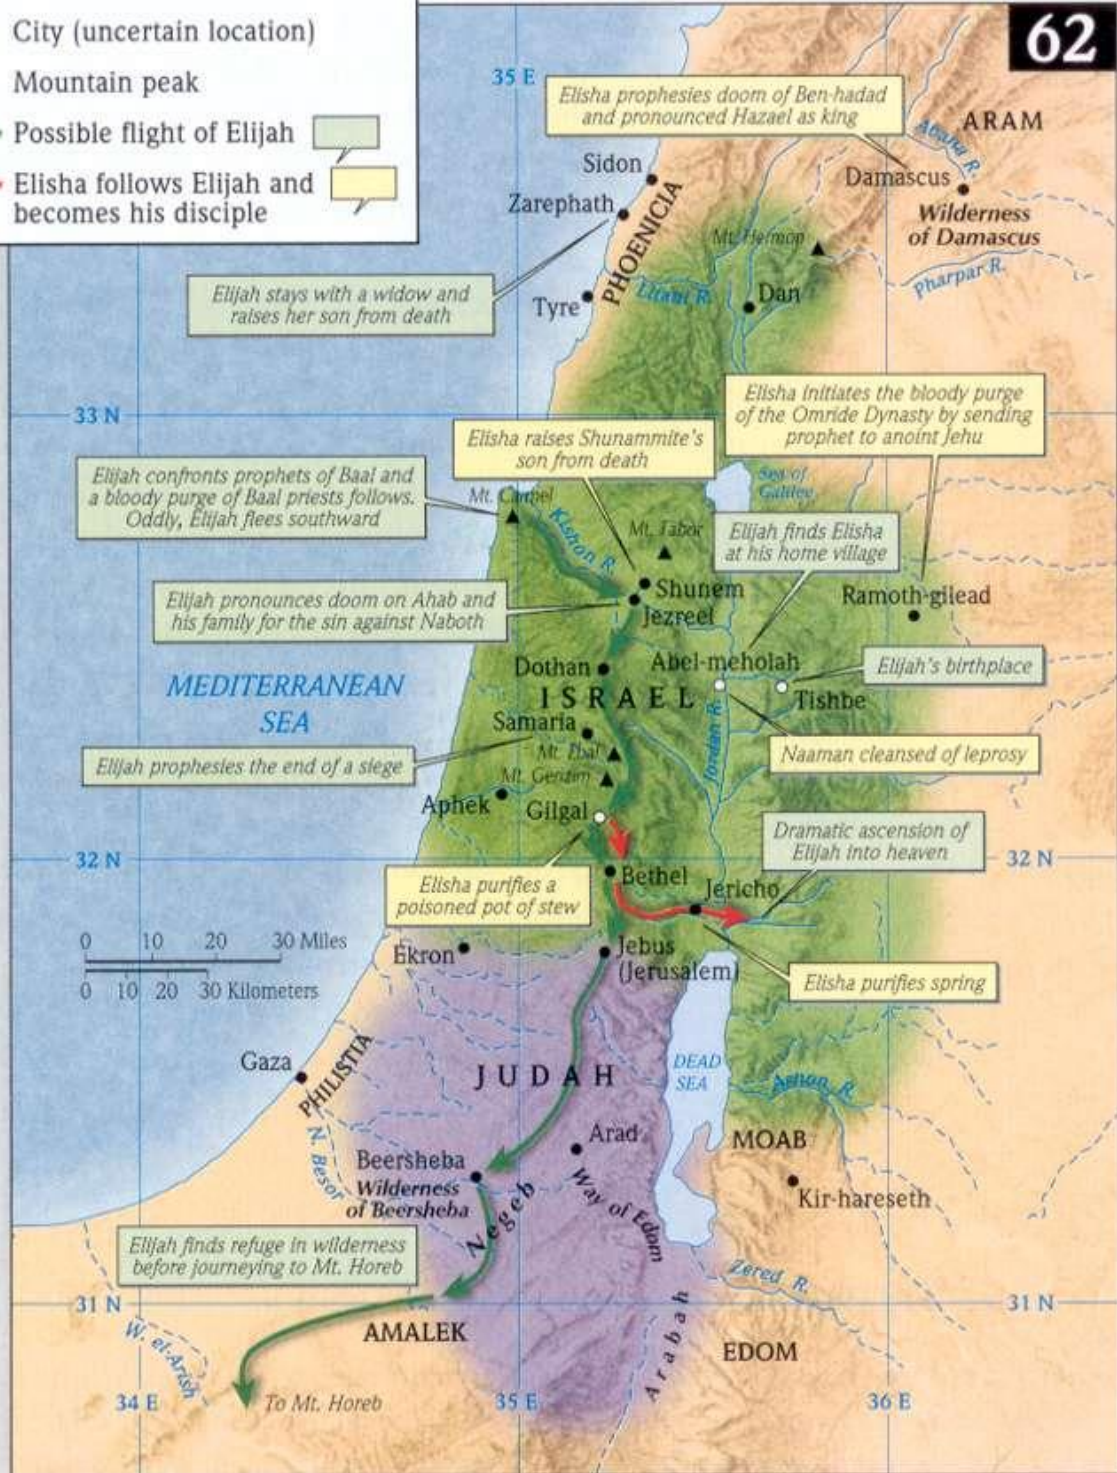 62
City (uncertain location)
Mountain peak
Possible flight of Elijah
Elisha follows Elijah and
becomes his disciple
35 E
Elisha prophesies doom of Ben-hadad
and pronounced Hazael as king
ARAM
Abana R.
Sidon
Damascus
Zarephath
Wilderness
of Damascus
PHOENICIA
Mt. Hermon
Pharpar R.
Elijah stays with a widow and
raises her son from death
Litani R.
Dan
Tyre
33 N
Elisha initiates the bloody purge
of the Omride Dynasty by sending
prophet to anoint Jehu
Elisha raises Shunammite's
son from death
Elijah confronts prophets of Baal and
a bloody purge of Baal priests follows.
Oddly, Elijah flees southward
Sea of
Galilee
Mt. Carmel
Kishon R.
Mt. Tabor
Elijah finds Elisha
at his home village
Elijah pronounces doom on Ahab and
his family for the sin against Naboth
Shunem
Jezreel
Ramoth-gilead
MEDITERRANEAN
SEA
Dothan
Abel-meholah
Elijah's birthplace
ISRAEL
Tishbe
Samaria
Jordan R.
Elijah prophesies the end of a siege
Mt. Ebal
Naaman cleansed of leprosy
Mt. Gerizim
Aphek
Gilgal
Dramatic ascension of
Elijah into heaven
32 N
32 N
Elisha purifies a
poisoned pot of stew
Bethel
Jericho
0 10 20 30 Miles
0 10 20 30 Kilometers
Ekron
Jebus
(Jerusalem)
Elisha purifies spring
Gaza
PHILISTIA
JUDAH
DEAD
SEA
Arnon R.
N. Besor
Arad
MOAB
Beersheba
Wilderness
of Beersheba
Negeb
Way of Edom
Kir-hareseth
Elijah finds refuge in wilderness
before journeying to Mt. Horeb
Zered R.
31 N
31 N
W. el-Arish
AMALEK
Arabah
EDOM
34 E
To Mt. Horeb
35 E
36 E